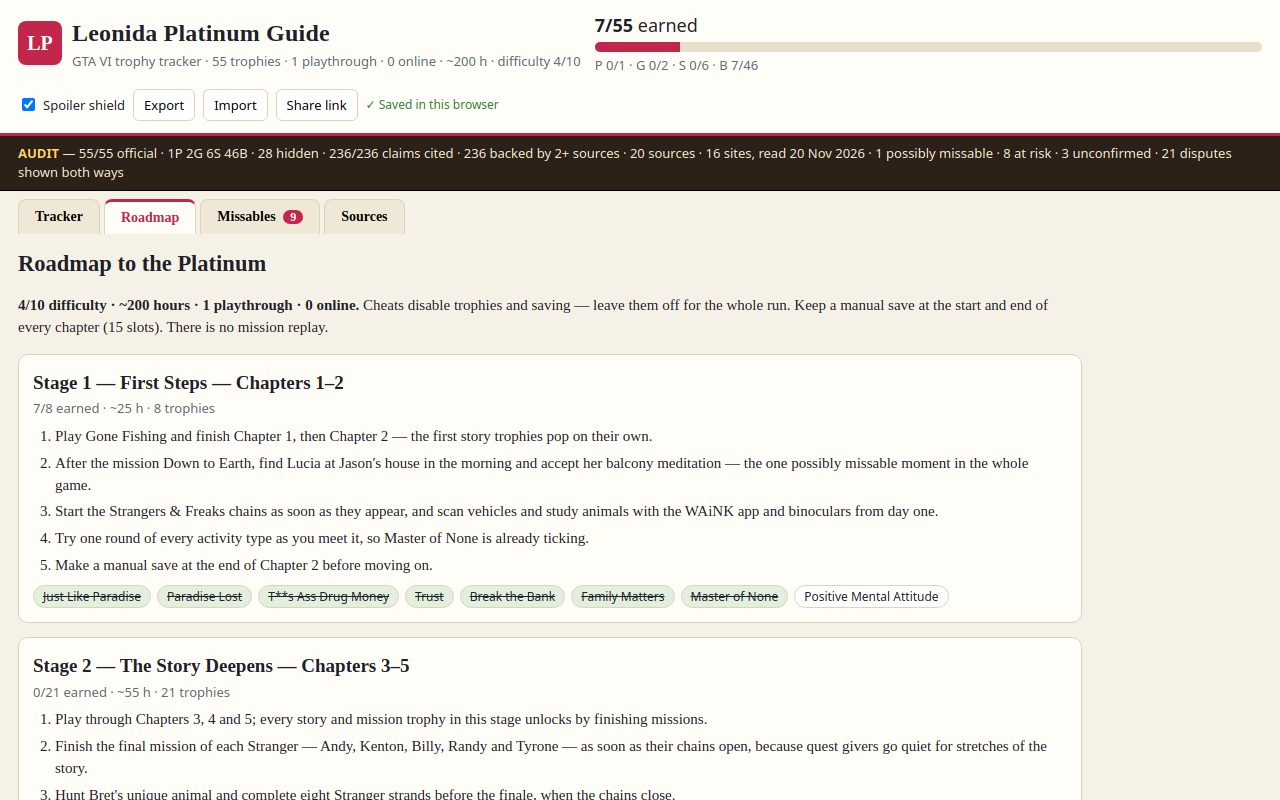 LP
Leonida Platinum Guide
GTA VI trophy tracker · 55 trophies · 1 playthrough · 0 online · ~200 h · difficulty 4/10
7/55 earned
P 0/1 · G 0/2 · S 0/6 · B 7/46
Spoiler shield
Export
Import
Share link
✓ Saved in this browser
AUDIT — 55/55 official · 1P 2G 6S 46B · 28 hidden · 236/236 claims cited · 236 backed by 2+ sources · 20 sources · 16 sites, read 20 Nov 2026 · 1 possibly missable · 8 at risk · 3 unconfirmed · 21 disputes
shown both ways
Tracker
Roadmap
Missables 9
Sources
Roadmap to the Platinum
4/10 difficulty · ~200 hours · 1 playthrough · 0 online. Cheats disable trophies and saving — leave them off for the whole run. Keep a manual save at the start and end of
every chapter (15 slots). There is no mission replay.
Stage 1 — First Steps — Chapters 1–2
7/8 earned · ~25 h · 8 trophies
1. Play Gone Fishing and finish Chapter 1, then Chapter 2 — the first story trophies pop on their own.
2. After the mission Down to Earth, find Lucia at Jason's house in the morning and accept her balcony meditation — the one possibly missable moment in the whole
game.
3. Start the Strangers & Freaks chains as soon as they appear, and scan vehicles and study animals with the WAiNK app and binoculars from day one.
4. Try one round of every activity type as you meet it, so Master of None is already ticking.
5. Make a manual save at the end of Chapter 2 before moving on.
Just Like Paradise
Paradise Lost
T**s Ass Drug Money
Trust
Break the Bank
Family Matters
Master of None
Positive Mental Attitude
Stage 2 — The Story Deepens — Chapters 3–5
0/21 earned · ~55 h · 21 trophies
1. Play through Chapters 3, 4 and 5; every story and mission trophy in this stage unlocks by finishing missions.
2. Finish the final mission of each Stranger — Andy, Kenton, Billy, Randy and Tyrone — as soon as their chains open, because quest givers go quiet for stretches of the
story.
3. Hunt Bret's unique animal and complete eight Stranger strands before the finale, when the chains close.